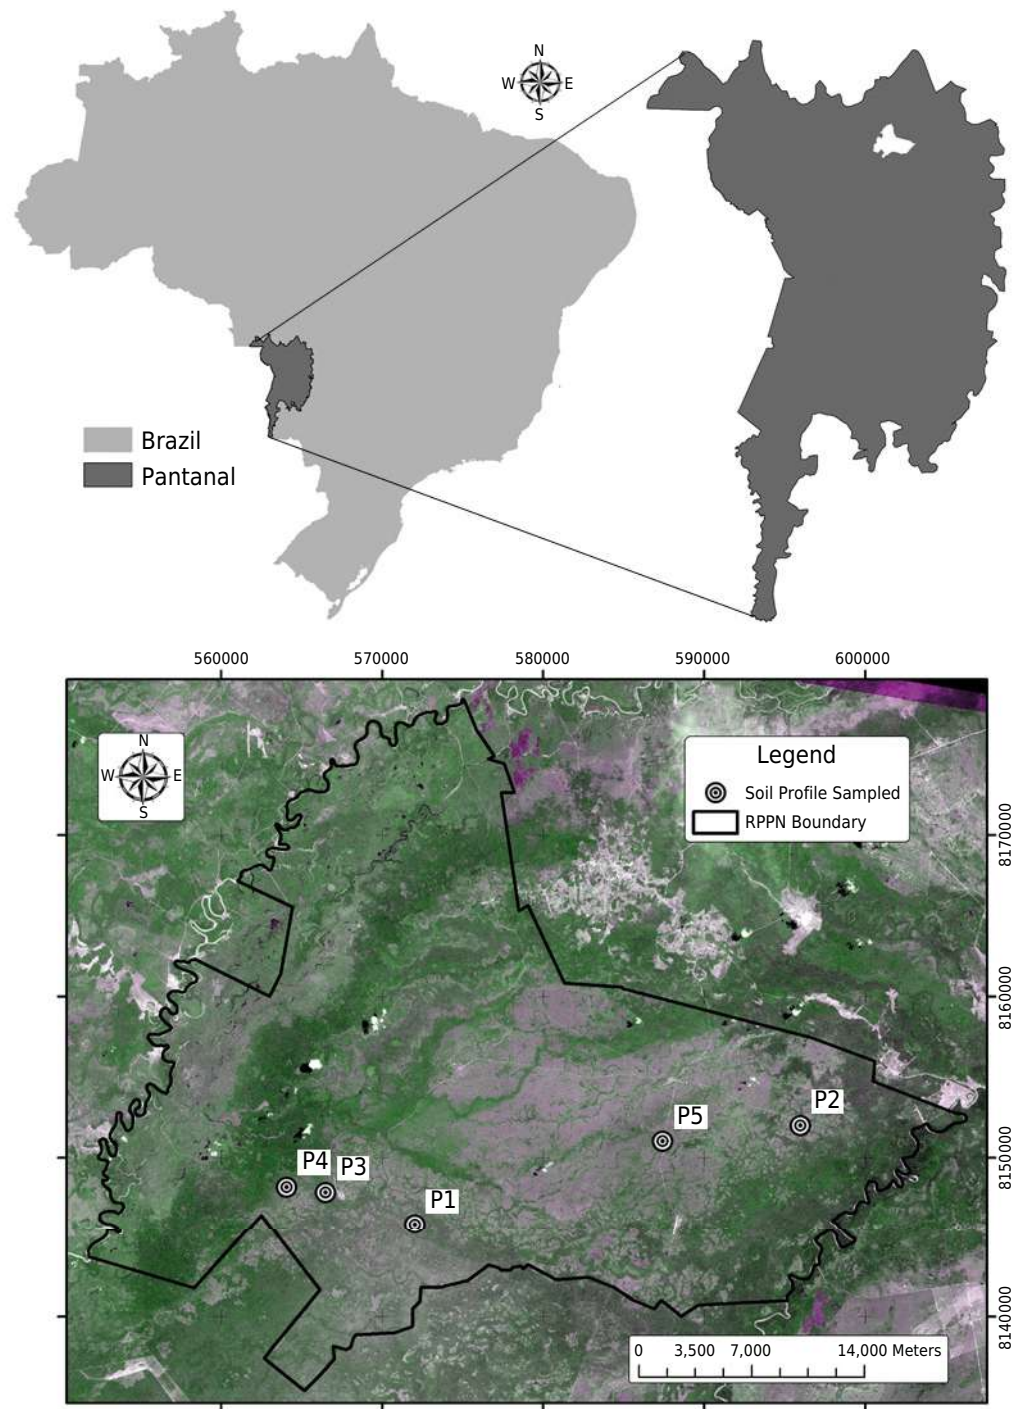 N
W E
S
Brazil
Pantanal
560000 570000 580000 590000 600000
N
W E
S
Legend
Soil Profile Sampled
RPPN Boundary
8170000
8160000
P5 P2
P4 P3
P1
8150000
8140000
0 3,500 7,000 14,000 Meters